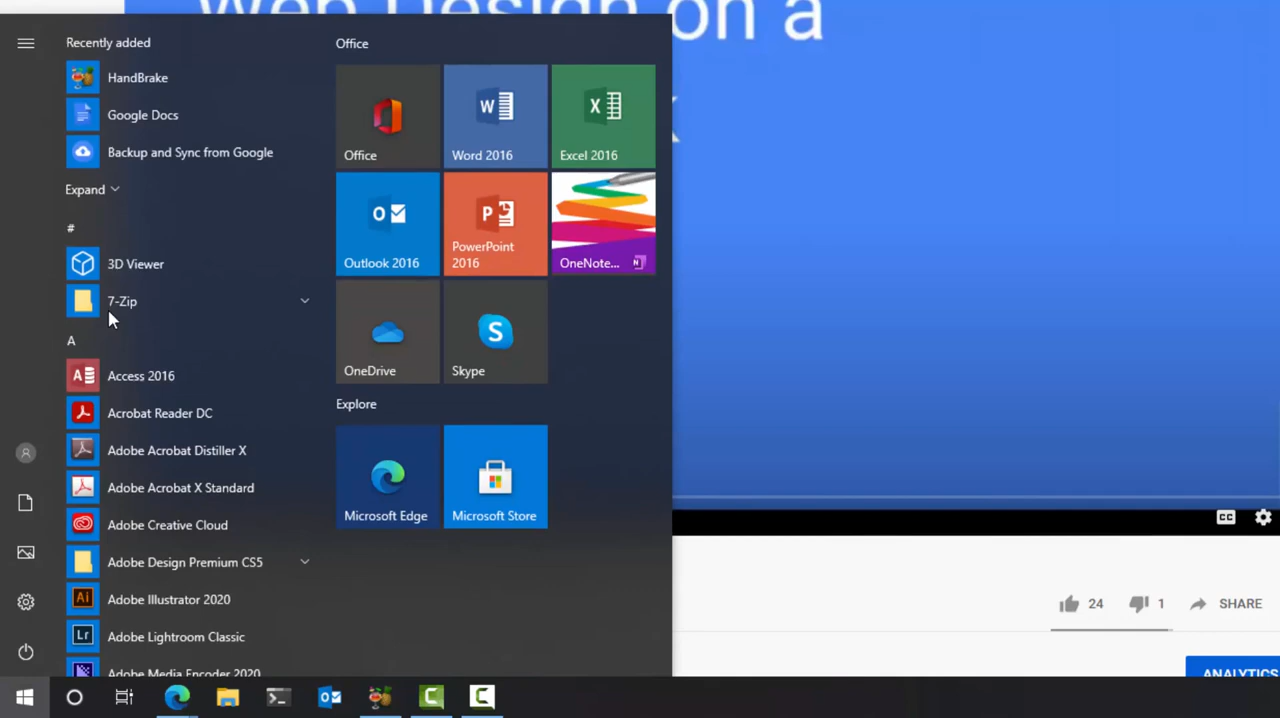 Web Design on a
Recently added
HandBrake
Google Docs
Backup and Sync from Google
Expand
#
3D Viewer
7-Zip
A
Access 2016
Acrobat Reader DC
Adobe Acrobat Distiller X
Adobe Acrobat X Standard
Adobe Creative Cloud
Adobe Design Premium CS5
Adobe Illustrator 2020
Adobe Lightroom Classic
Adobe Media Encoder 2020
Office
Office
Word 2016
Excel 2016
Outlook 2016
PowerPoint
2016
OneNote...
OneDrive
Skype
Explore
Microsoft Edge
Microsoft Store
CC
24
1
SHARE
ANALYTICS